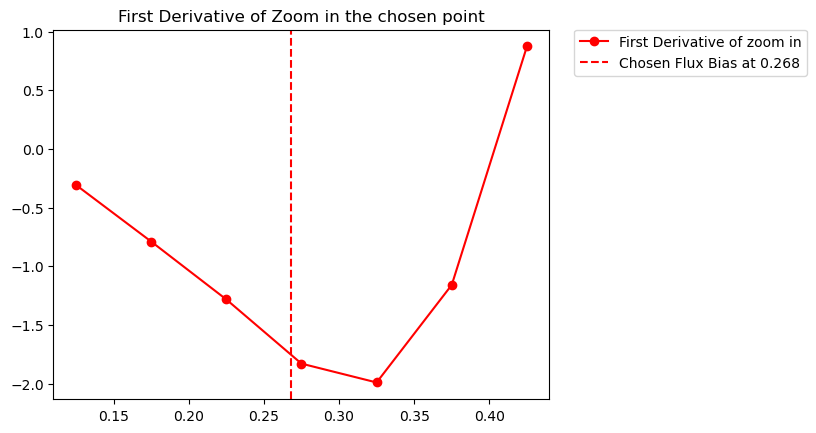 First Derivative of Zoom in the chosen point
First Derivative of zoom in
Chosen Flux Bias at 0.268
1.0
0.5
0.0
−0.5
−1.0
−1.5
−2.0
0.15 0.20 0.25 0.30 0.35 0.40